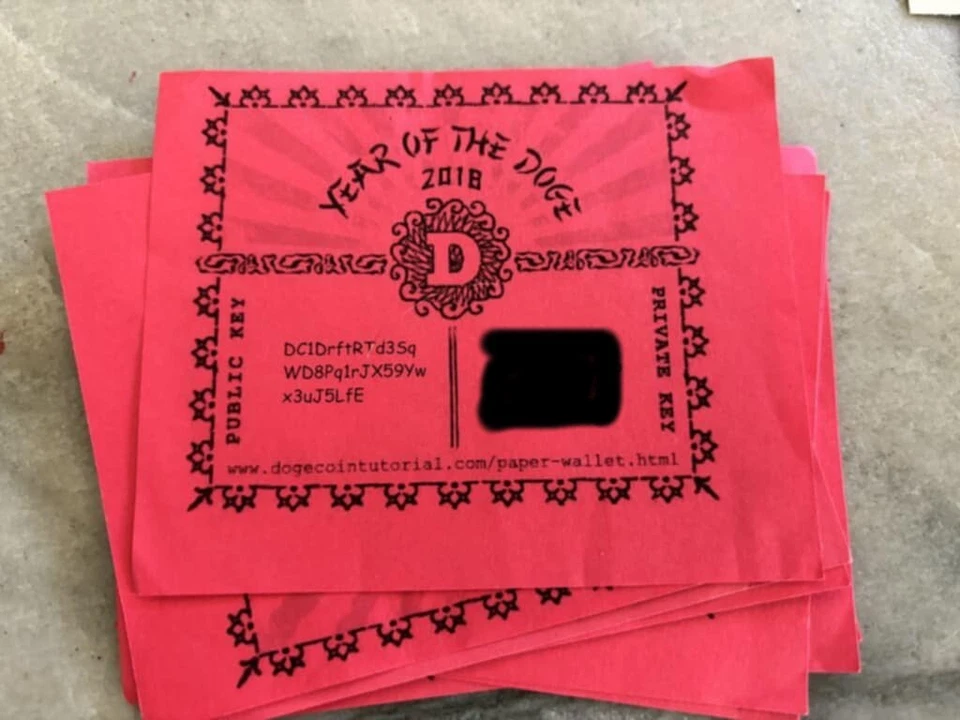 YEAR OF THE DOGE
2018
D
PUBLIC KEY
DC1DrftRTd3Sq
WD8Pq1rJX59Yw
x3uJ5LfE
PRIVATE KEY
www.dogecointutorial.com/paper-wallet.html